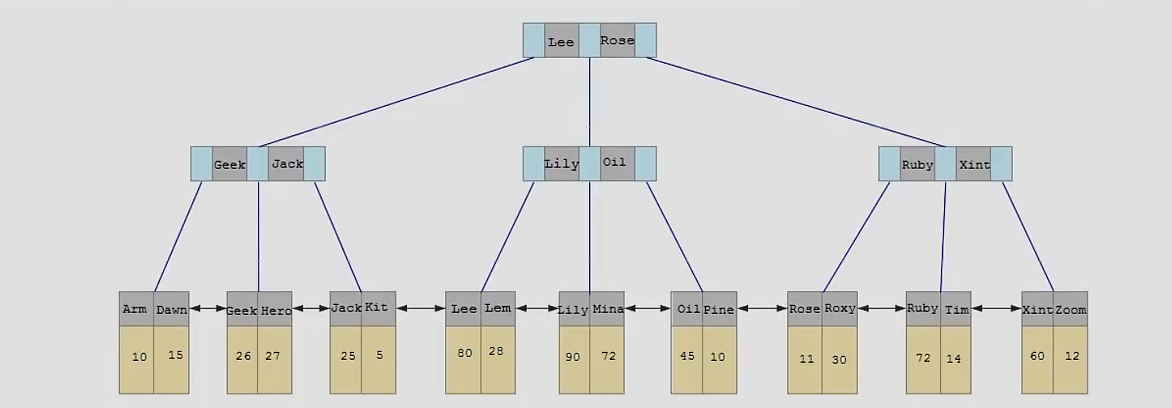 Lee Rose
Geek Jack Lily Oil Ruby Xint
Arm Dawn Geek Hero Jack Kit Lee Lem Lily Mina Oil Pine Rose Roxy Ruby Tim Xint Zoom
10 15 26 27 25 5 80 28 90 72 45 10 11 30 72 14 60 12